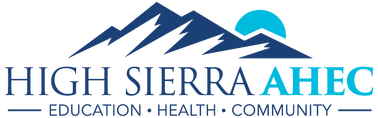 HIGH SIERRA AHEC
EDUCATION • HEALTH • COMMUNITY